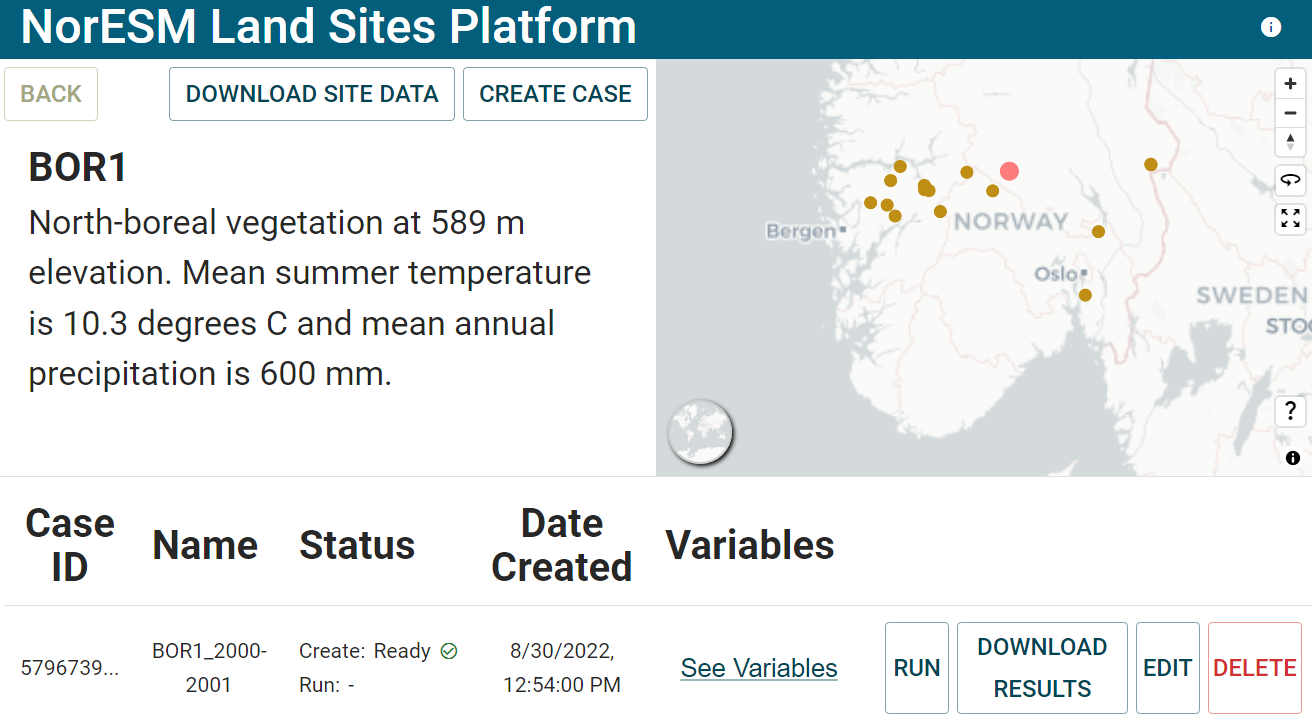 NorESM Land Sites Platform
BACK
DOWNLOAD SITE DATA
CREATE CASE
BOR1
North-boreal vegetation at 589 m
elevation. Mean summer temperature
is 10.3 degrees C and mean annual
precipitation is 600 mm.
Bergen
NORWAY
Oslo
SWEDEN
STO
?
Case
ID
Name
Status
Date
Created
Variables
5796739...
BOR1_2000-
2001
Create: Ready
Run: -
8/30/2022,
12:54:00 PM
See Variables
RUN
DOWNLOAD
RESULTS
EDIT
DELETE